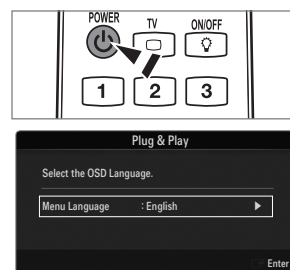 POWER TV ON/OFF
1 2 3
Plug & Play
Select the OSD Language.
Menu Language : English ►
Enter